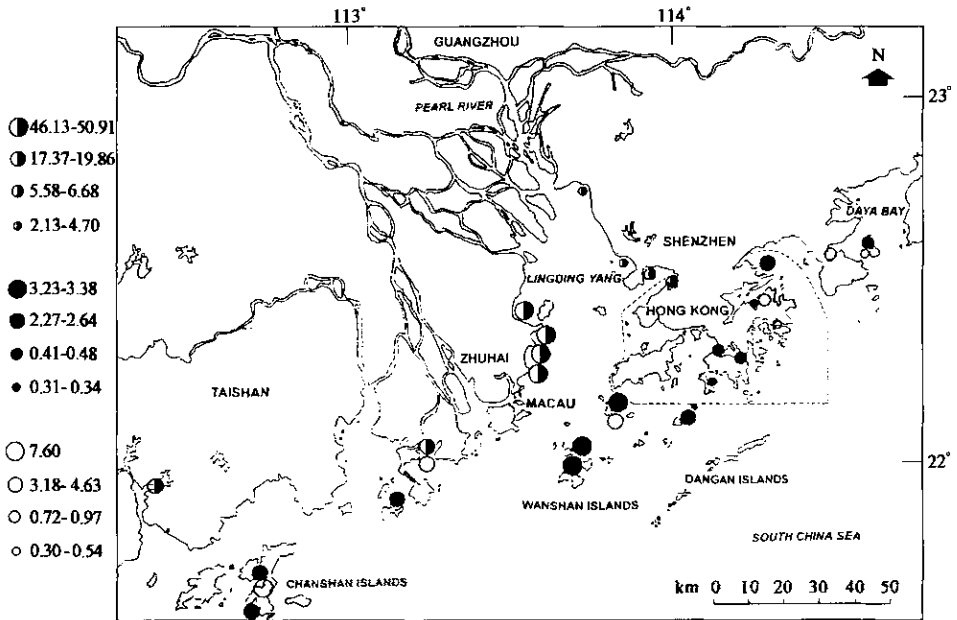 113°
114°
GUANGZHOU
N
PEARL RIVER
23°
46.13-50.91
17.37-19.86
5.58-6.68
2.13-4.70
DAYA BAY
SHENZHEN
LINGDING YANG
3.23-3.38
HONG KONG
2.27-2.64
0.41-0.48
ZHUHAI
0.31-0.34
TAISHAN
MACAU
7.60
22°
3.18-4.63
DANGAN ISLANDS
WANSHAN ISLANDS
0.72-0.97
SOUTH CHINA SEA
0.30-0.54
CHANSHAN ISLANDS
km 0 10 20 30 40 50